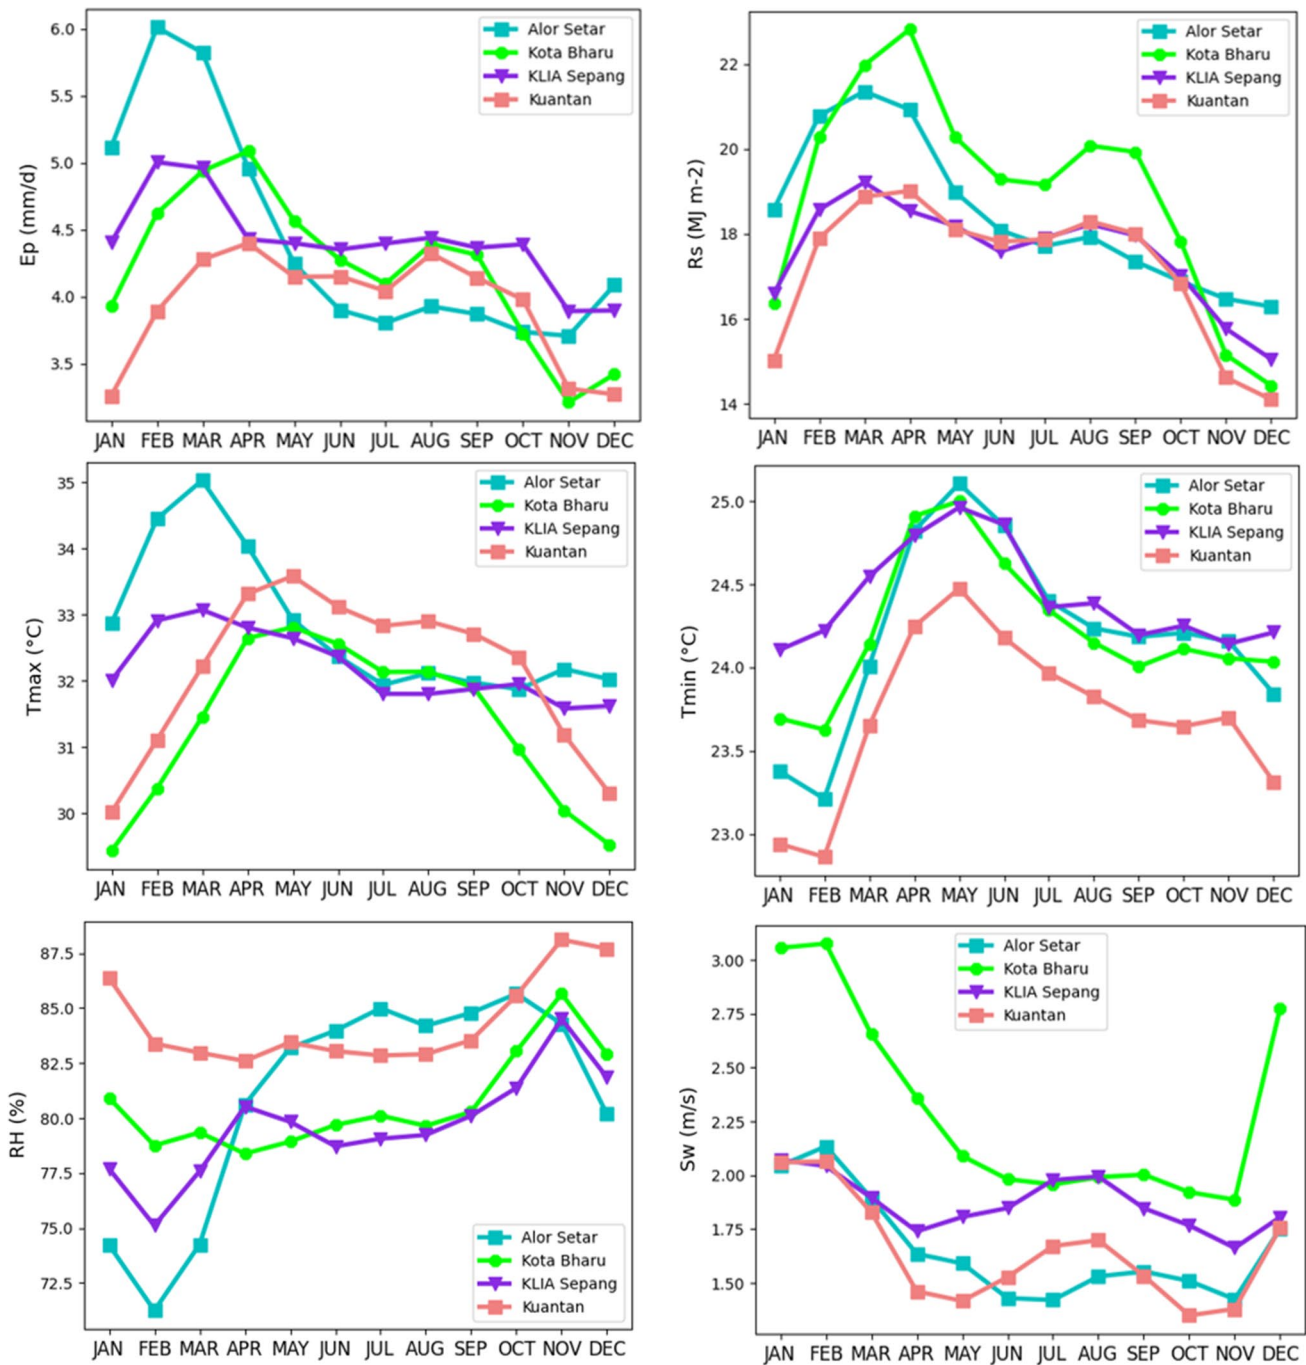 Ep (mm/d)
6.0
5.5
5.0
4.5
4.0
3.5
Alor Setar
Kota Bharu
KLIA Sepang
Kuantan
JAN FEB MAR APR MAY JUN JUL AUG SEP OCT NOV DEC
Rs (MJ m-2)
22
20
18
16
14
Alor Setar
Kota Bharu
KLIA Sepang
Kuantan
JAN FEB MAR APR MAY JUN JUL AUG SEP OCT NOV DEC
Tmax (°C)
35
34
33
32
31
30
Alor Setar
Kota Bharu
KLIA Sepang
Kuantan
JAN FEB MAR APR MAY JUN JUL AUG SEP OCT NOV DEC
Tmin (°C)
25.0
24.5
24.0
23.5
23.0
Alor Setar
Kota Bharu
KLIA Sepang
Kuantan
JAN FEB MAR APR MAY JUN JUL AUG SEP OCT NOV DEC
RH (%)
87.5
85.0
82.5
80.0
77.5
75.0
72.5
Alor Setar
Kota Bharu
KLIA Sepang
Kuantan
JAN FEB MAR APR MAY JUN JUL AUG SEP OCT NOV DEC
Sw (m/s)
3.00
2.75
2.50
2.25
2.00
1.75
1.50
Alor Setar
Kota Bharu
KLIA Sepang
Kuantan
JAN FEB MAR APR MAY JUN JUL AUG SEP OCT NOV DEC